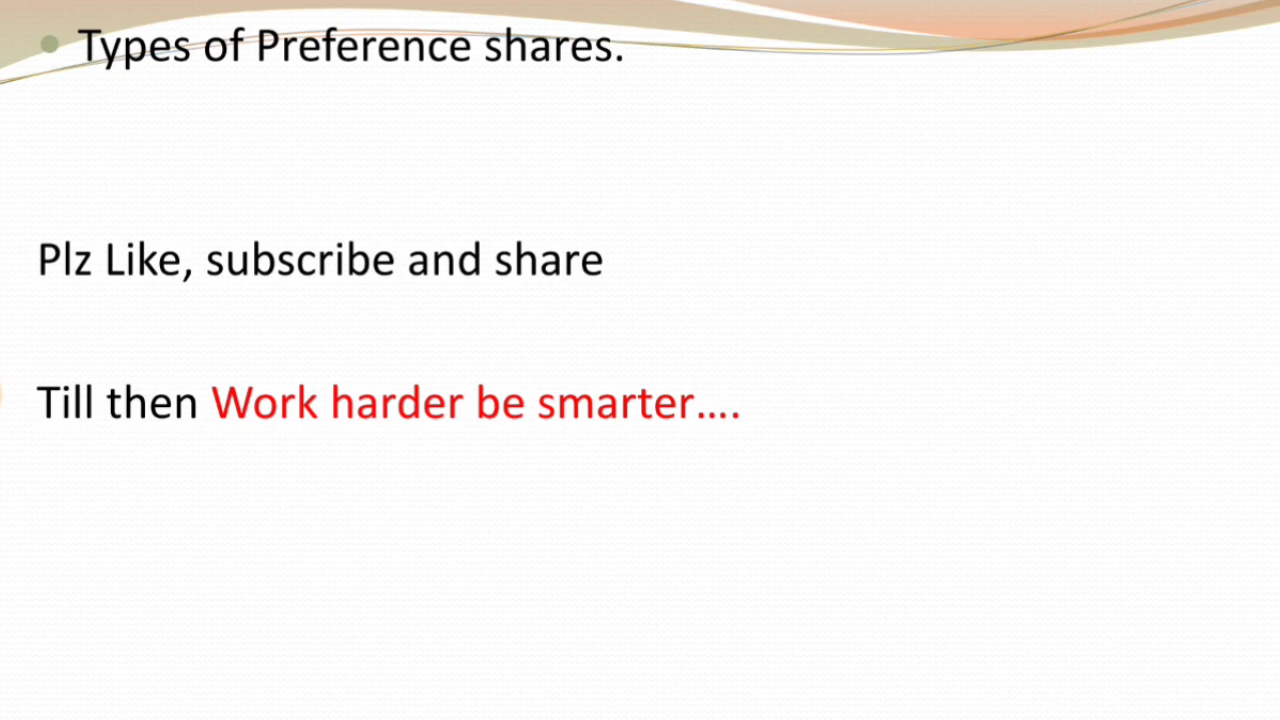 Types of Preference shares.
Plz Like, subscribe and share
Till then Work harder be smarter....